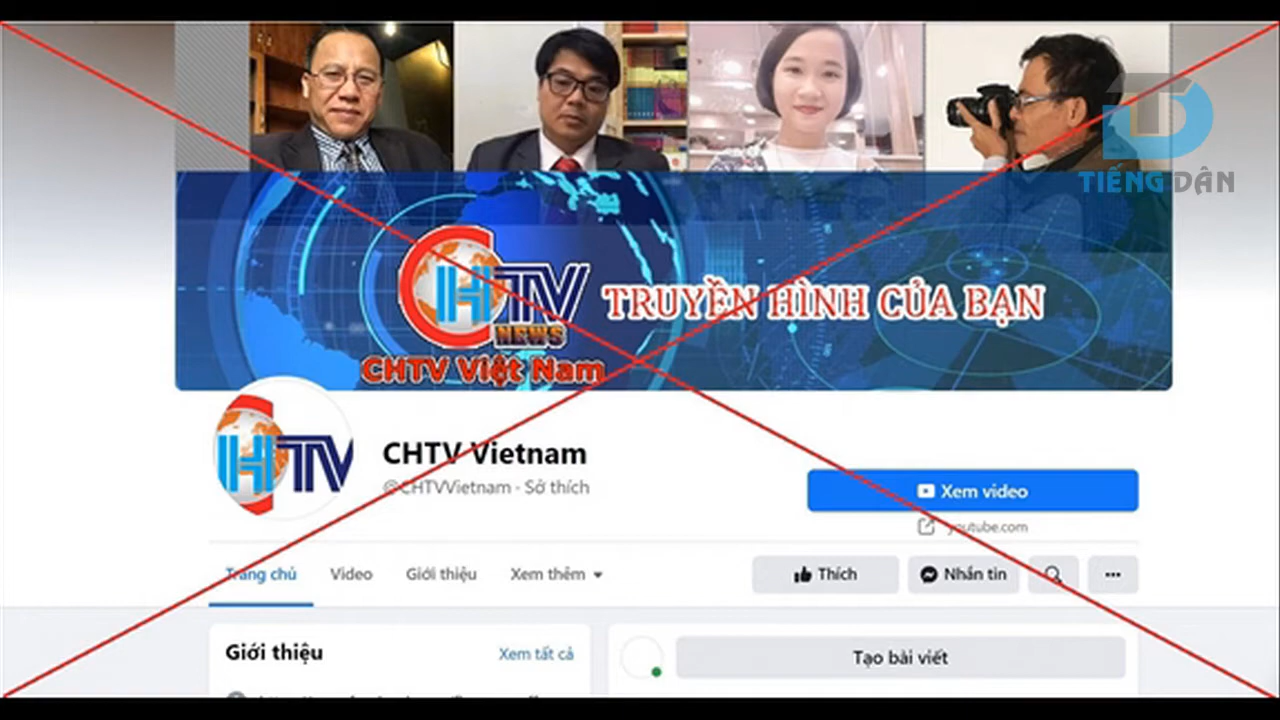 TIẾNG DÂN
CHTV
NEWS
CHTV Việt Nam
TRUYỀN HÌNH CỦA BẠN
HTV
CHTV Vietnam
@CHTVVietnam · Sở thích
Xem video
youtube.com
Trang chủ
Video
Giới thiệu
Xem thêm
Thích
Nhắn tin
Giới thiệu
Xem tất cả
Tạo bài viết